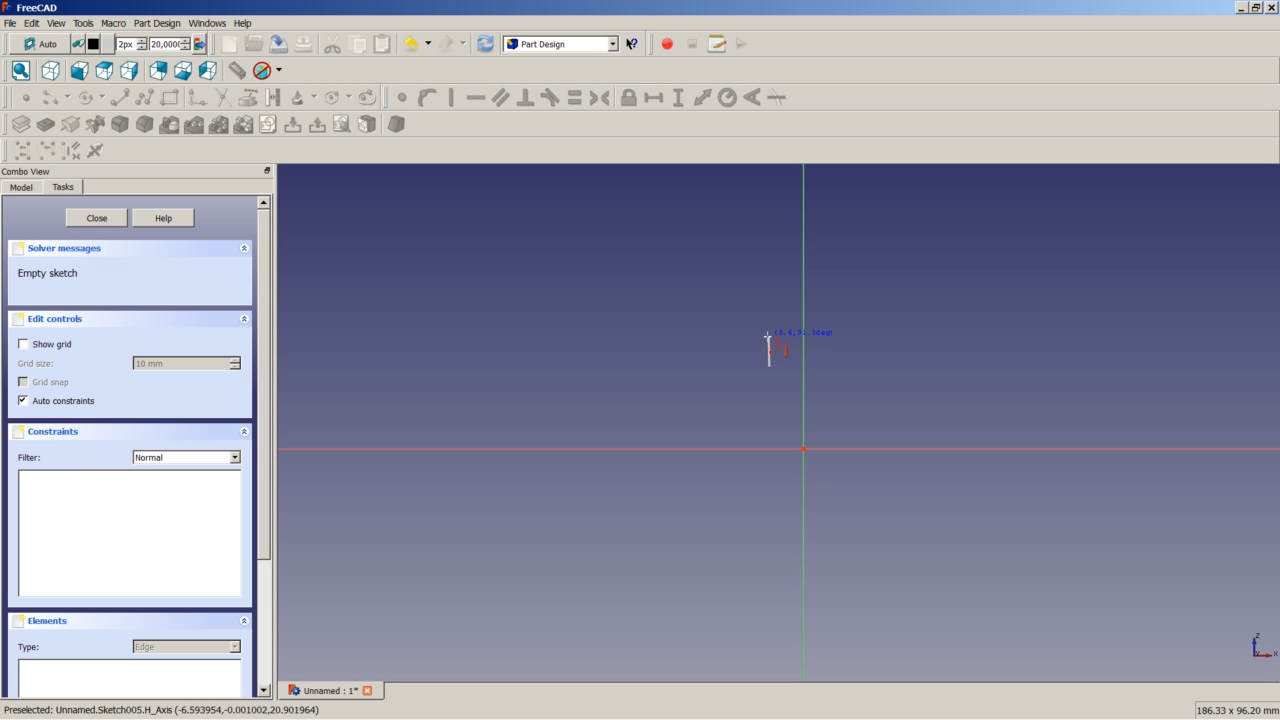 FreeCAD
File Edit View Tools Macro Part Design Windows Help
Auto 2px 20,0000 Part Design
Combo View
Model Tasks
Close Help
Solver messages
Empty sketch
Edit controls
Show grid
Grid size: 10 mm
Grid snap
Auto constraints
Constraints
Filter: Normal
Elements
Type: Edge
Z
X
Unnamed : 1*
Preselected: Unnamed.Sketch005.H_Axis (-6.593954,-0.001002,20.901964) 186.33 x 96.20 mm